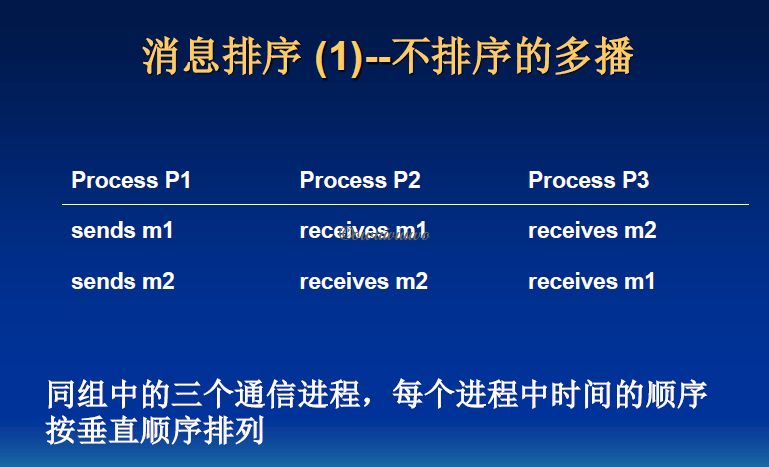 消息排序 (1)--不排序的多播
Process P1 Process P2 Process P3
sends m1 receives m1 receives m2
sends m2 receives m2 receives m1
同组中的三个通信进程，每个进程中时间的顺序
按垂直顺序排列